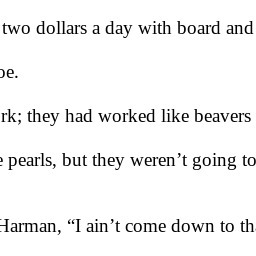 two dollars a day with board and
be.
rk; they had worked like beavers
e pearls, but they weren’t going to
Harman, “I ain’t come down to tha